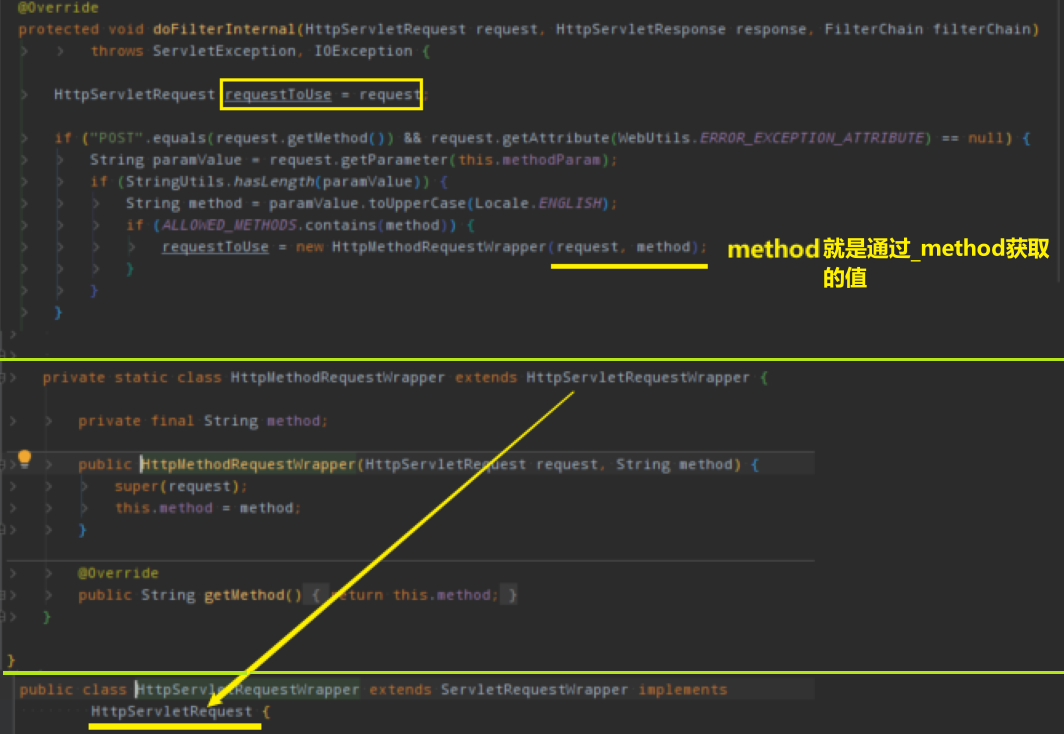 @Override
protected void doFilterInternal(HttpServletRequest request, HttpServletResponse response, FilterChain filterChain)
throws ServletException, IOException {
HttpServletRequest requestToUse = request;
if ("POST".equals(request.getMethod()) && request.getAttribute(WebUtils.ERROR_EXCEPTION_ATTRIBUTE) == null) {
String paramValue = request.getParameter(this.methodParam);
if (StringUtils.hasLength(paramValue)) {
String method = paramValue.toUpperCase(Locale.ENGLISH);
if (ALLOWED_METHODS.contains(method)) {
requestToUse = new HttpMethodRequestWrapper(request, method);
method就是通过_method获取
的值
}
}
}
private static class HttpMethodRequestWrapper extends HttpServletRequestWrapper {
private final String method;
public HttpMethodRequestWrapper(HttpServletRequest request, String method) {
super(request);
this.method = method;
}
@Override
public String getMethod() { return this.method; }
}
}
public class HttpServletRequestWrapper extends ServletRequestWrapper implements
HttpServletRequest {